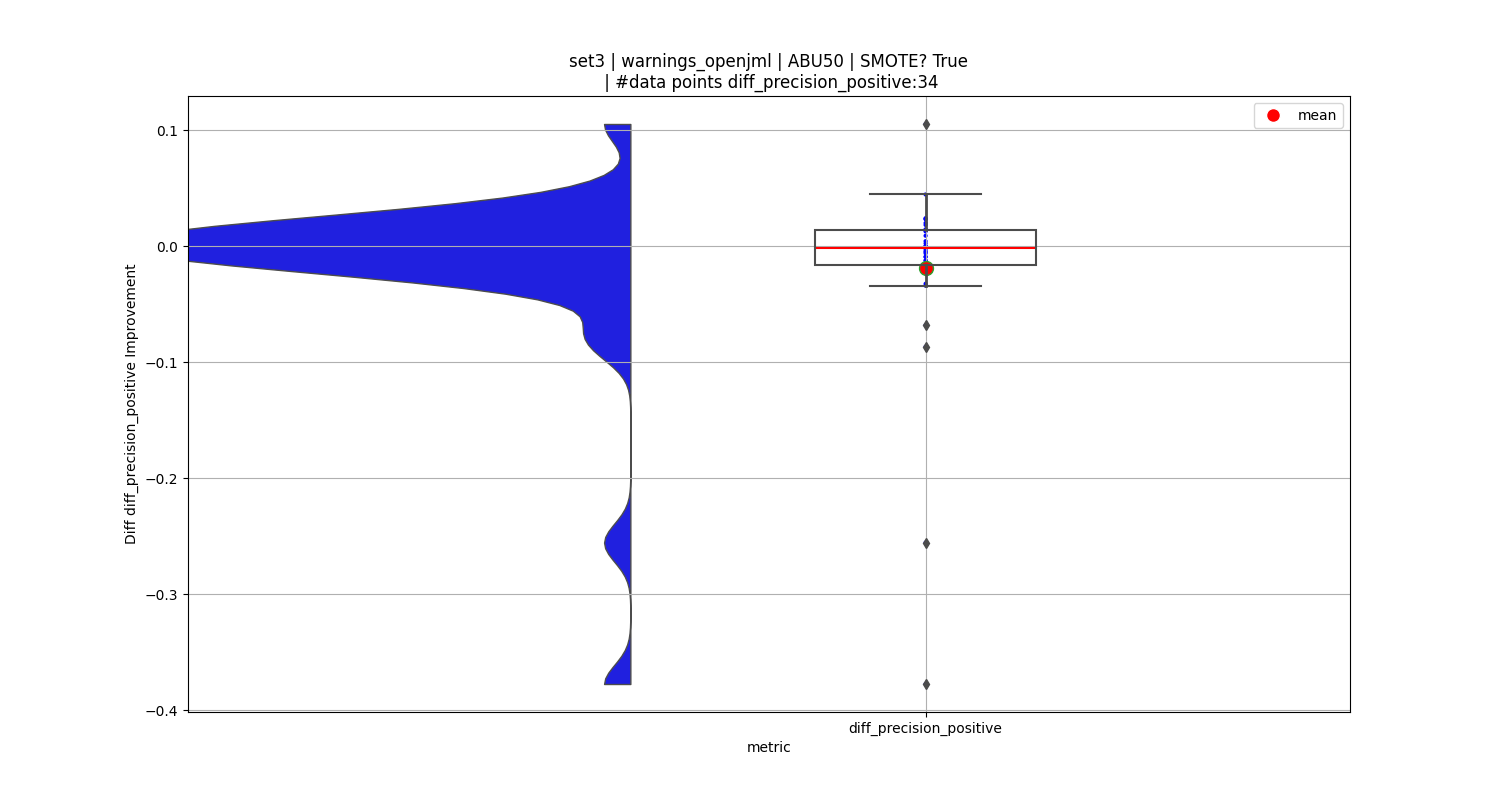 set3 | warnings_openjml | ABU50 | SMOTE? True
| #data points diff_precision_positive:34
mean
Diff diff_precision_positive Improvement
0.1
0.0
−0.1
−0.2
−0.3
−0.4
diff_precision_positive
metric